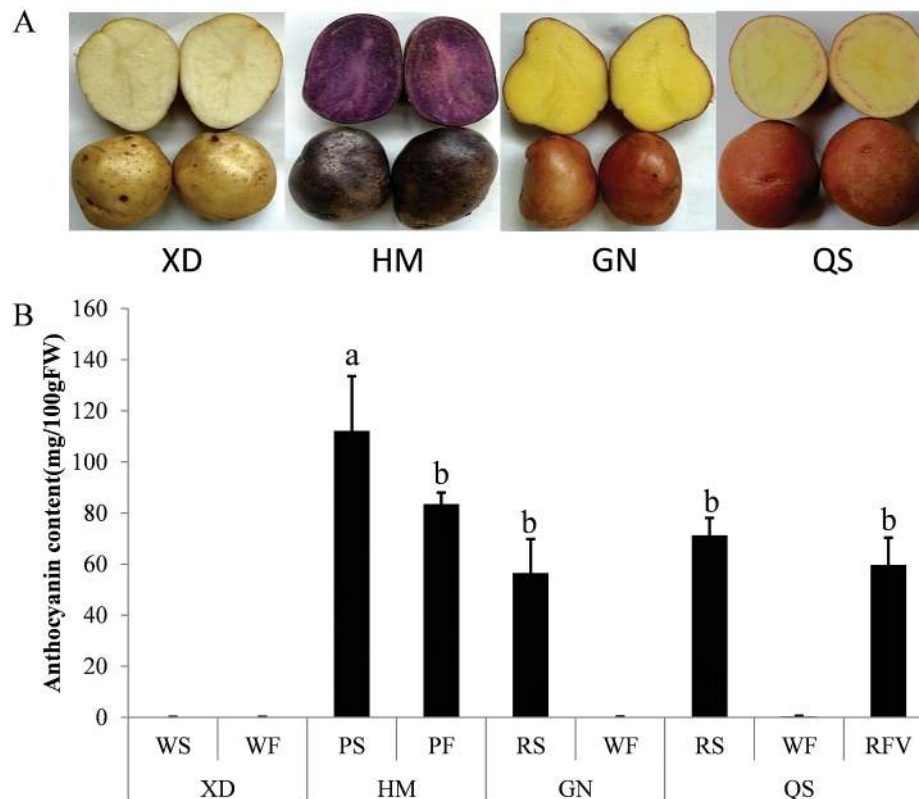 A
XD HM GN QS
B
Anthocyanin content(mg/100gFW)
160
140
120
100
80
60
40
20
0
a
b
b
b
b
WS WF PS PF RS WF RS WF RFV
XD HM GN QS